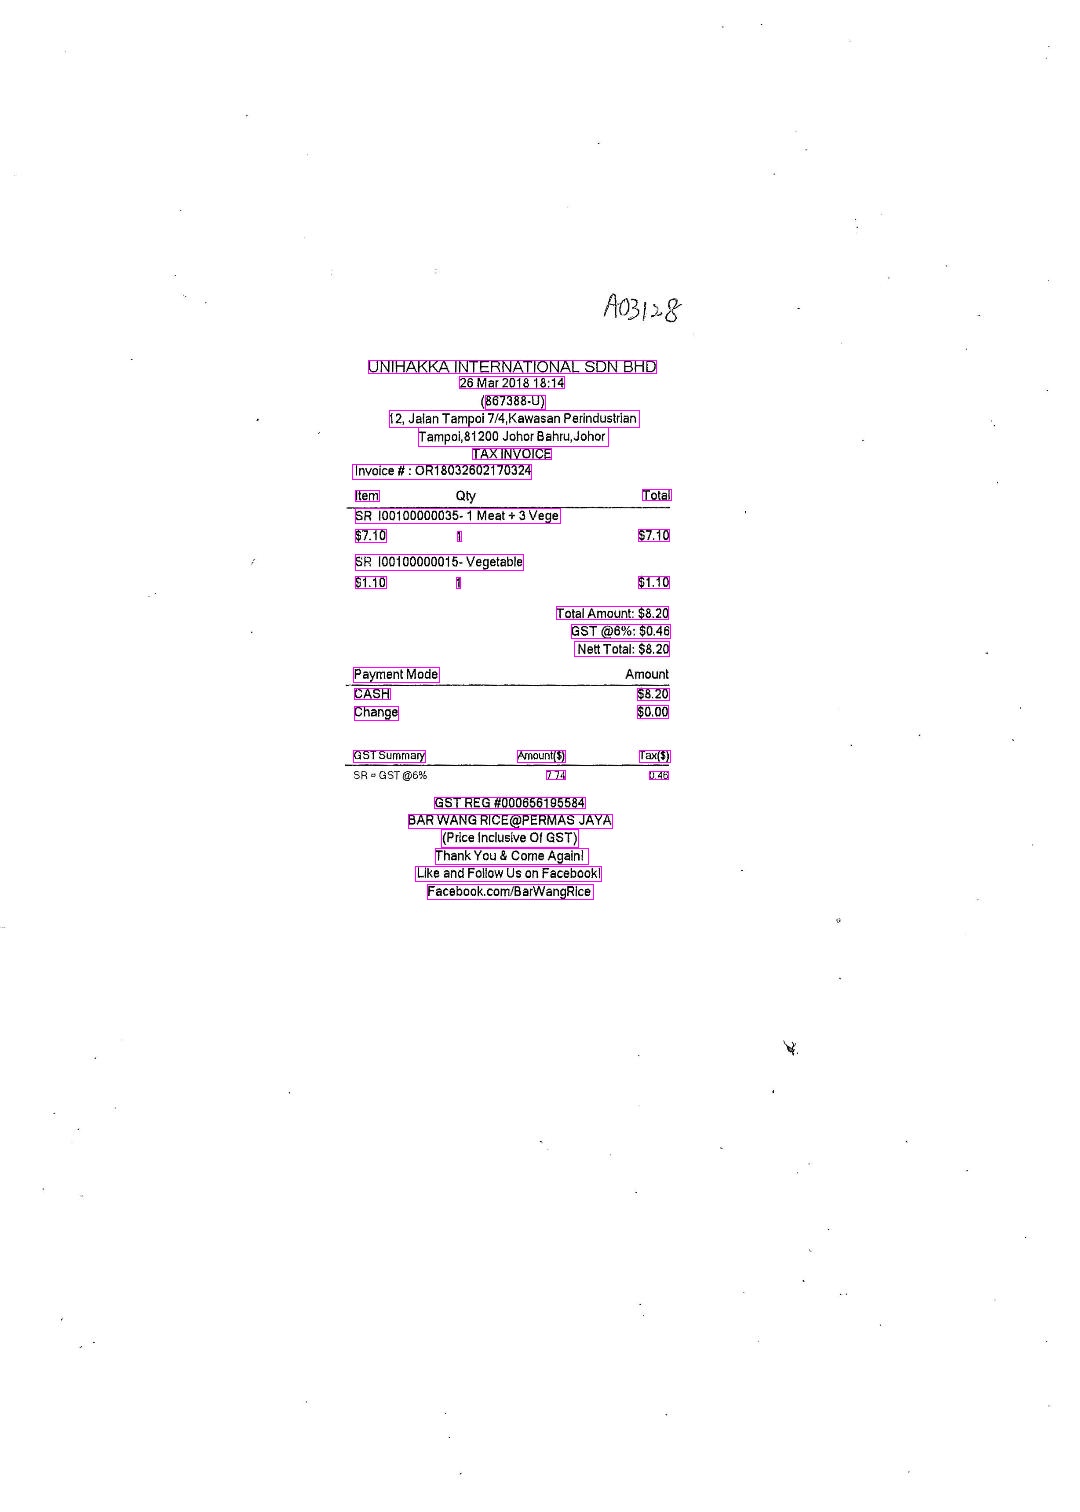 A03128
UNIHAKKA INTERNATIONAL SDN BHD
26 Mar 2018 18:14
(867388-U)
12, Jalan Tampoi 7/4,Kawasan Perindustrian
Tampoi,81200 Johor Bahru,Johor
TAX INVOICE
Invoice # : OR18032602170324
Item Qty Total
SR I00100000035- 1 Meat + 3 Vege
$7.10 1 $7.10
SR I00100000015- Vegetable
$1.10 1 $1.10
Total Amount: $8.20
GST @6%: $0.46
Nett Total: $8.20
Payment Mode Amount
CASH $8.20
Change $0.00
GST Summary Amount($) Tax($)
SR = GST @6% 7.74 0.46
GST REG #000656195584
BAR WANG RICE@PERMAS JAYA
(Price Inclusive Of GST)
Thank You & Come Again!
Like and Follow Us on Facebook!
Facebook.com/BarWangRice